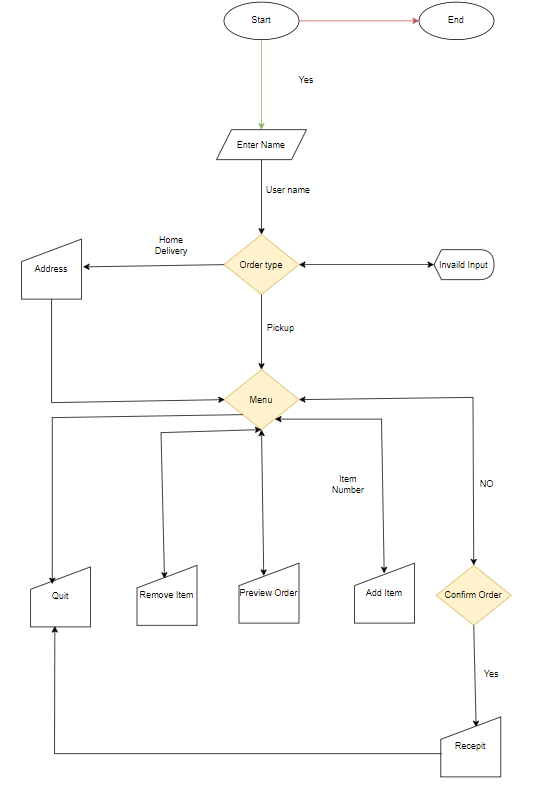 Start
End
Yes
Enter Name
User name
Home
Delivery
Address
Order type
Invaild Input
Pickup
Menu
Item
Number
NO
Quit
Remove Item
Preview Order
Add Item
Confirm Order
Yes
Recepit